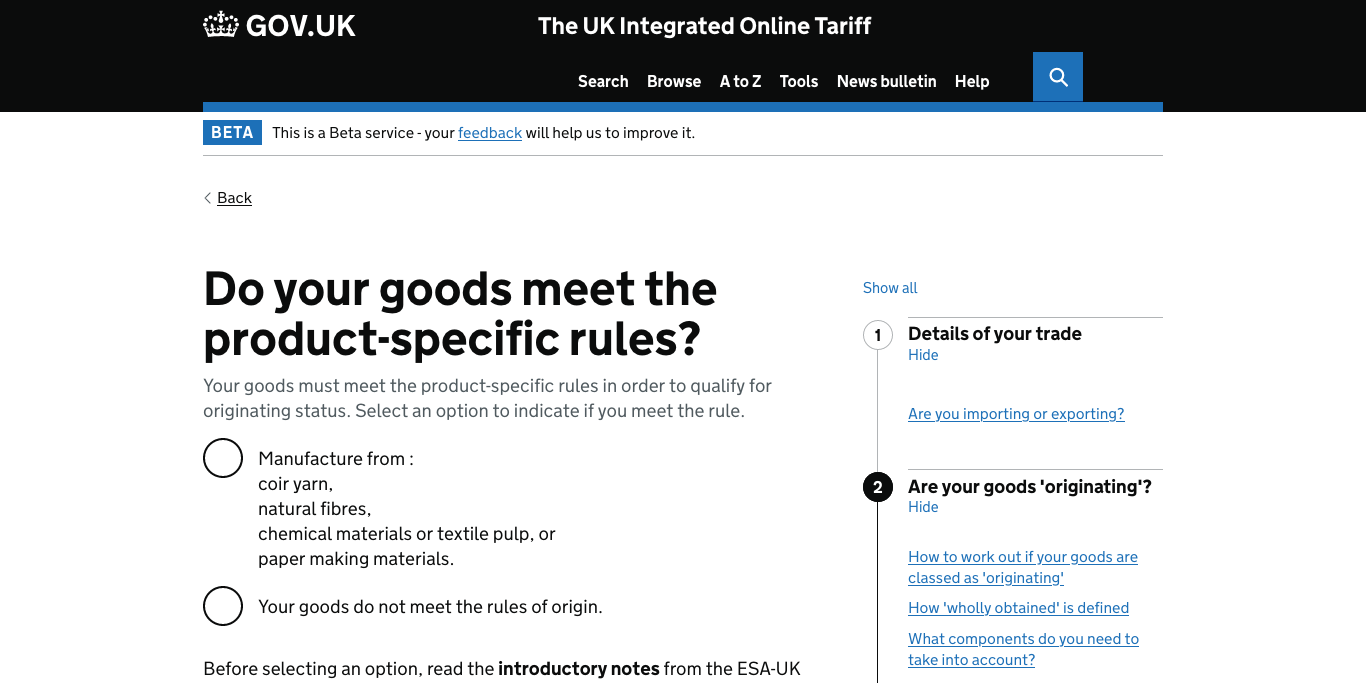 GOV.UK
The UK Integrated Online Tariff
Search Browse A to Z Tools News bulletin Help
BETA This is a Beta service - your feedback will help us to improve it.
Back
Do your goods meet the
product-specific rules?
Your goods must meet the product-specific rules in order to qualify for
originating status. Select an option to indicate if you meet the rule.
Manufacture from :
coir yarn,
natural fibres,
chemical materials or textile pulp, or
paper making materials.
Your goods do not meet the rules of origin.
Before selecting an option, read the introductory notes from the ESA-UK
Show all
1 Details of your trade
Hide
Are you importing or exporting?
2 Are your goods 'originating'?
Hide
How to work out if your goods are
classed as 'originating'
How 'wholly obtained' is defined
What components do you need to
take into account?